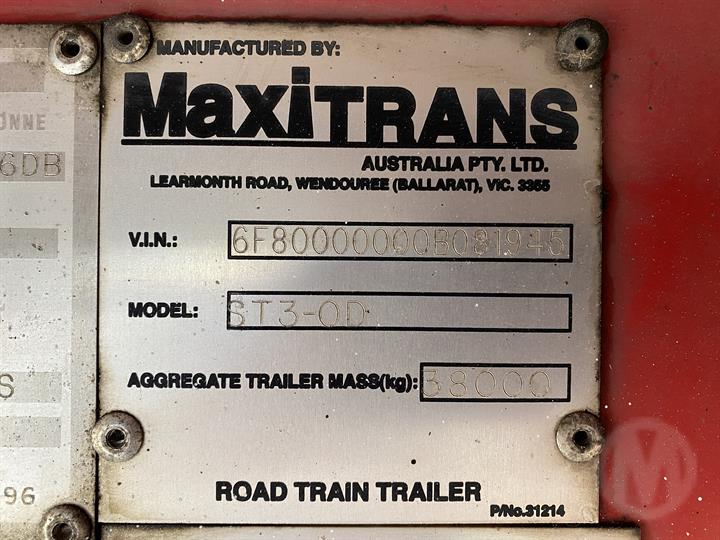 ONNE
6DB
S
96
MANUFACTURED BY:
MaxiTRANS
AUSTRALIA PTY. LTD.
LEARMONTH ROAD, WENDOUREE (BALLARAT), VIC. 3355
V.I.N.: 6F80000000B081945
MODEL: ST3-OD
AGGREGATE TRAILER MASS(kg): 38000
ROAD TRAIN TRAILER
P/No.31214
M